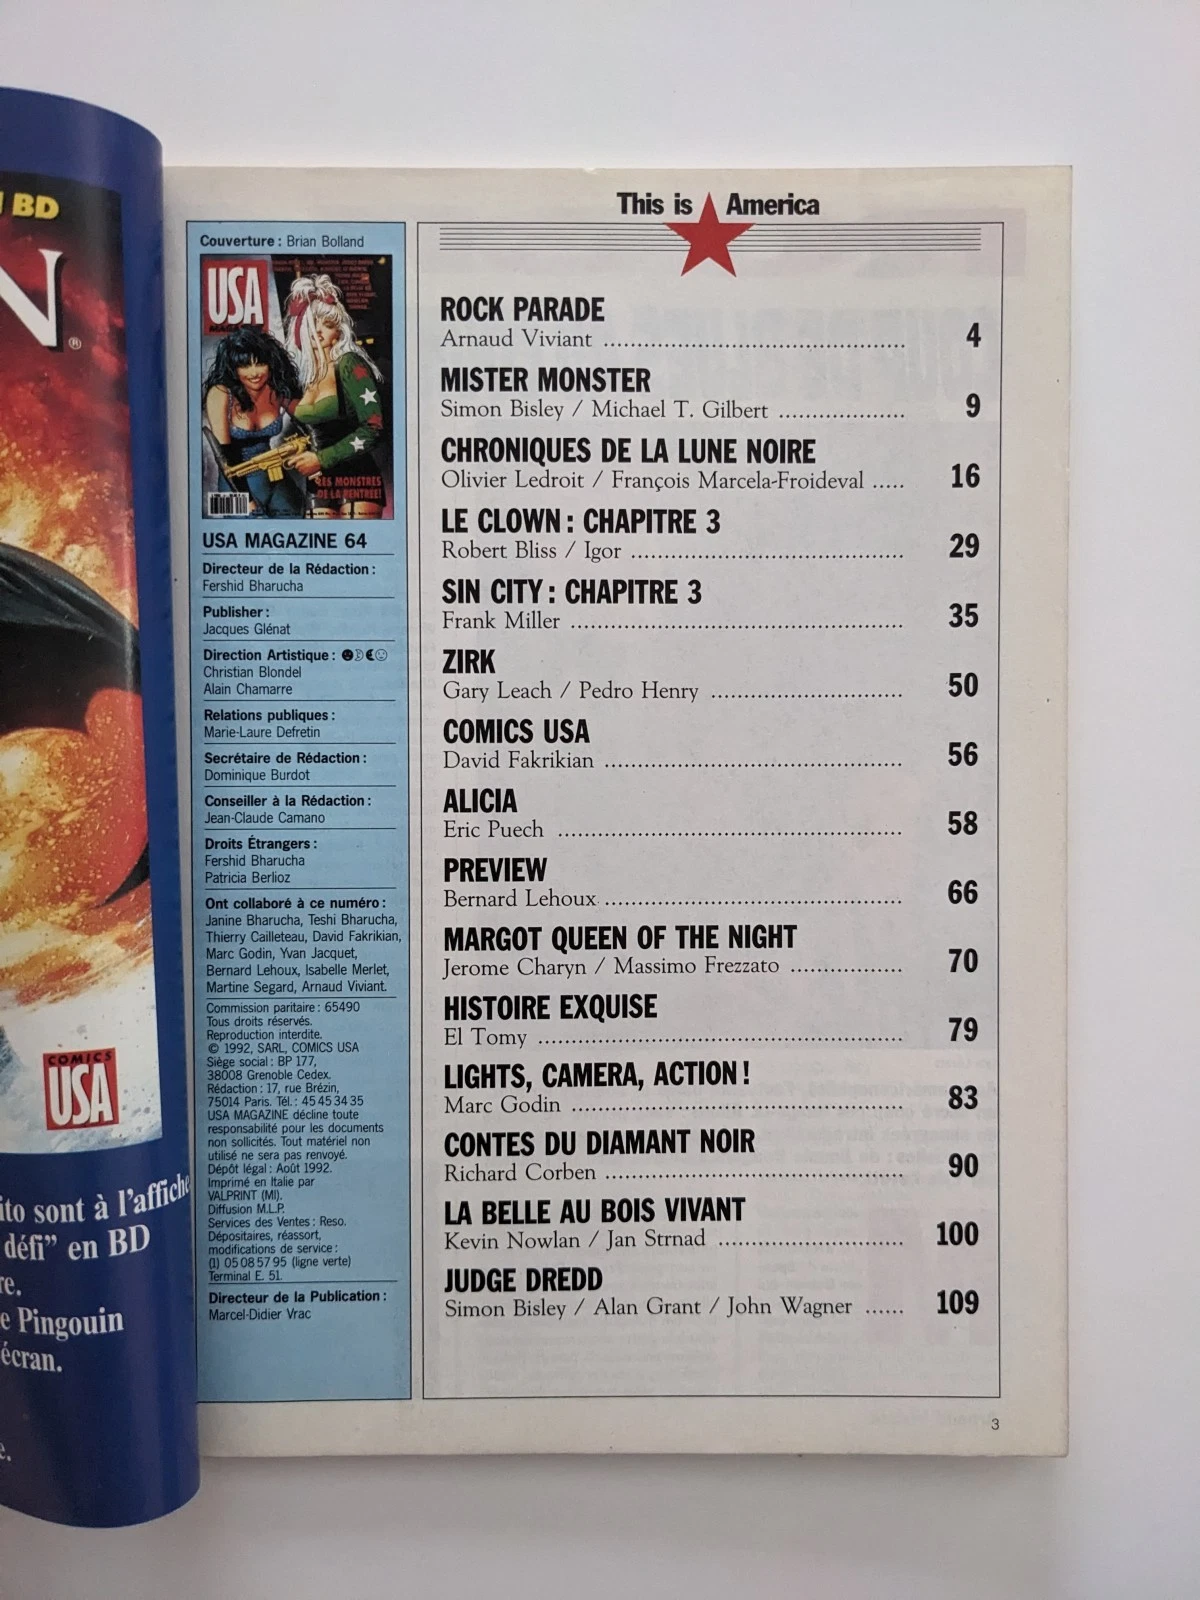 BD
N®
COMICS
USA
ito sont à l'affiche
défi" en BD
re.
e Pingouin
écran.
e.
This is America
Couverture : Brian Bolland
USA
LES MONSTRES
DE LA RENTRÉE!
USA MAGAZINE 64
Directeur de la Rédaction :
Fershid Bharucha
Publisher :
Jacques Glénat
Direction Artistique :
Christian Blondel
Alain Chamarre
Relations publiques :
Marie-Laure Defretin
Secrétaire de Rédaction :
Dominique Burdot
Conseiller à la Rédaction :
Jean-Claude Camano
Droits Étrangers :
Fershid Bharucha
Patricia Berlioz
Ont collaboré à ce numéro :
Janine Bharucha, Teshi Bharucha,
Thierry Cailleteau, David Fakrikian,
Marc Godin, Yvan Jacquet,
Bernard Lehoux, Isabelle Merlet,
Martine Segard, Arnaud Viviant.
Commission paritaire : 65490
Tous droits réservés.
Reproduction interdite.
© 1992, SARL, COMICS USA
Siège social : BP 177,
38008 Grenoble Cedex.
Rédaction : 17, rue Brézin,
75014 Paris. Tél. : 45 45 34 35
USA MAGAZINE décline toute
responsabilité pour les documents
non sollicités. Tout matériel non
utilisé ne sera pas renvoyé.
Dépôt légal : Août 1992.
Imprimé en Italie par
VALPRINT (MI).
Diffusion M.L.P.
Services des Ventes : Reso.
Dépositaires, réassort,
modifications de service :
(1) 05 08 57 95 (ligne verte)
Terminal E. 51.
Directeur de la Publication :
Marcel-Didier Vrac
ROCK PARADE
Arnaud Viviant .......... 4
MISTER MONSTER
Simon Bisley / Michael T. Gilbert .......... 9
CHRONIQUES DE LA LUNE NOIRE
Olivier Ledroit / François Marcela-Froideval ..... 16
LE CLOWN : CHAPITRE 3
Robert Bliss / Igor .......... 29
SIN CITY : CHAPITRE 3
Frank Miller .......... 35
ZIRK
Gary Leach / Pedro Henry .......... 50
COMICS USA
David Fakrikian .......... 56
ALICIA
Eric Puech .......... 58
PREVIEW
Bernard Lehoux .......... 66
MARGOT QUEEN OF THE NIGHT
Jerome Charyn / Massimo Frezzato .......... 70
HISTOIRE EXQUISE
El Tomy .......... 79
LIGHTS, CAMERA, ACTION !
Marc Godin .......... 83
CONTES DU DIAMANT NOIR
Richard Corben .......... 90
LA BELLE AU BOIS VIVANT
Kevin Nowlan / Jan Strnad .......... 100
JUDGE DREDD
Simon Bisley / Alan Grant / John Wagner ...... 109
3